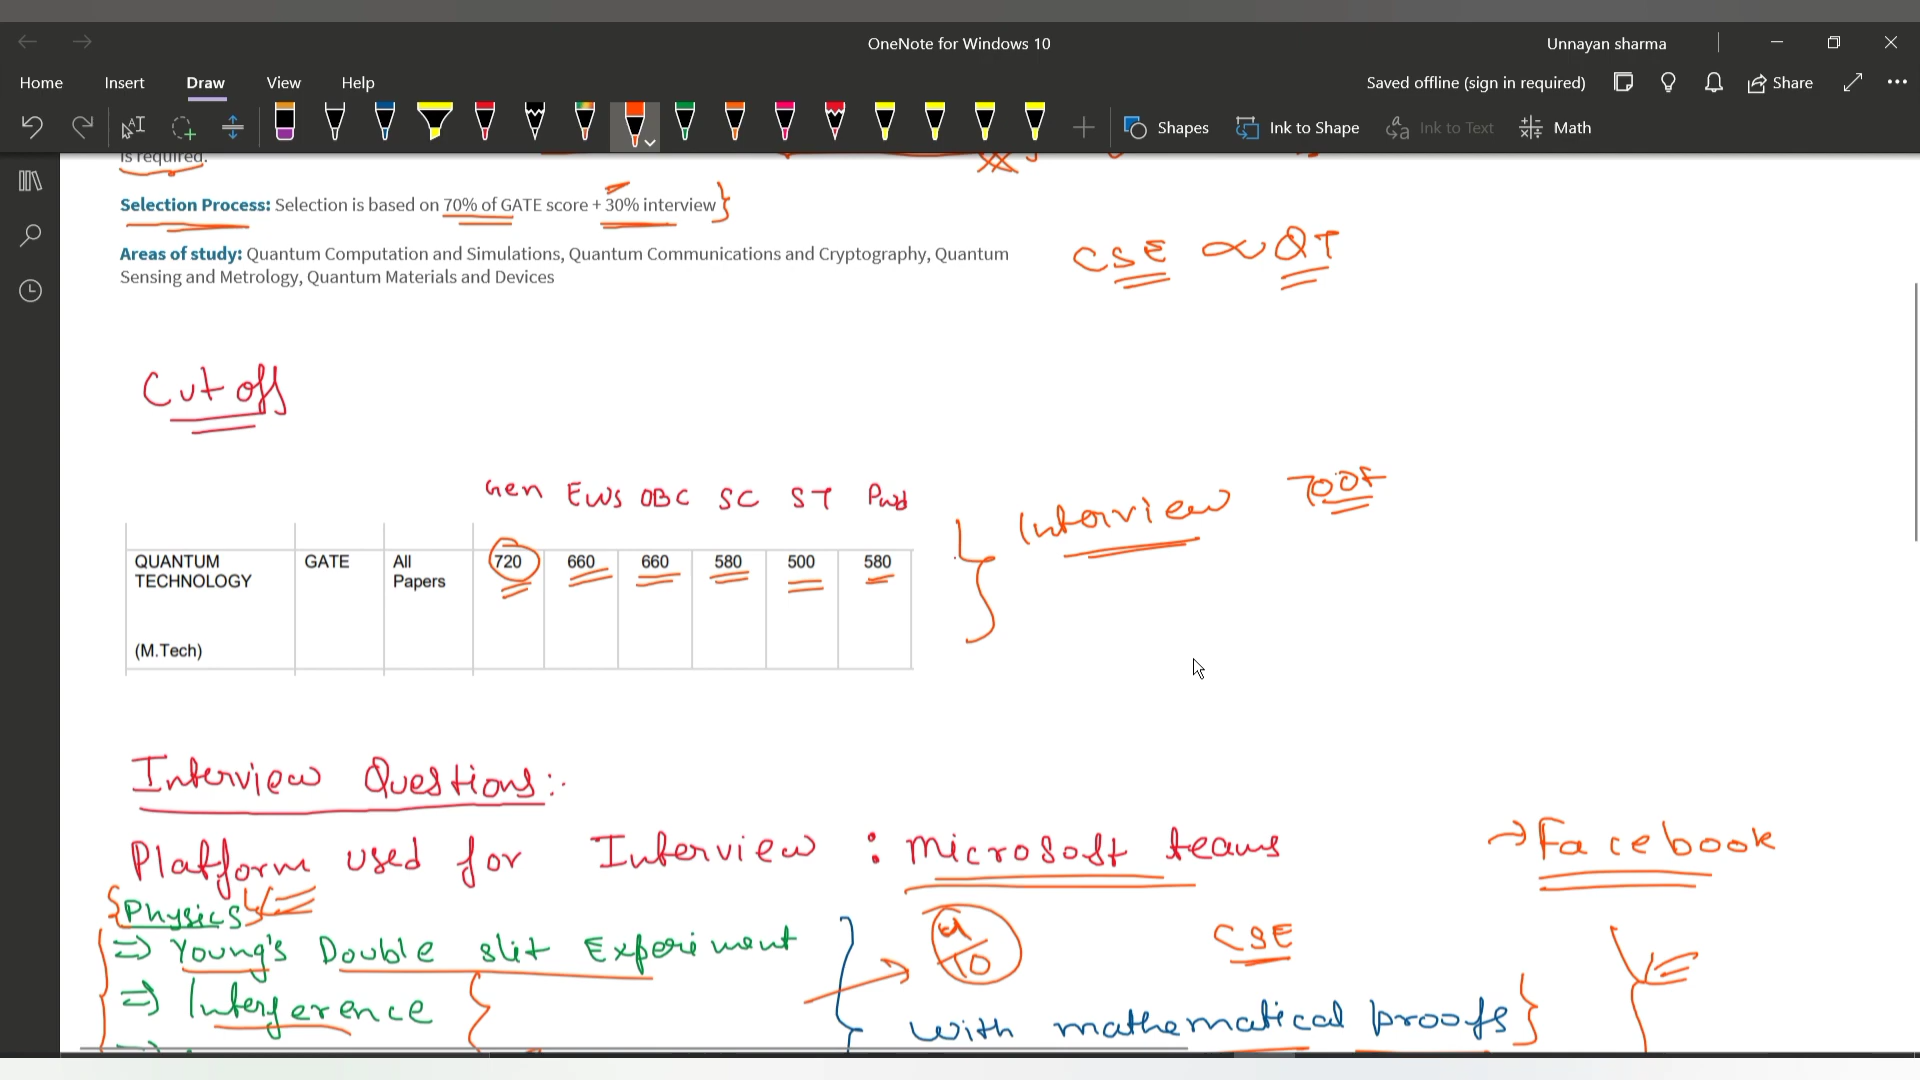 OneNote for Windows 10
Unnayan sharma
Home Insert Draw View Help
Saved offline (sign in required) Share
Shapes Ink to Shape Ink to Text Math
is required.
Selection Process: Selection is based on 70% of GATE score + 30% interview }
Areas of study: Quantum Computation and Simulations, Quantum Communications and Cryptography, Quantum
Sensing and Metrology, Quantum Materials and Devices
CSE ∝ QT
Cut off
Gen EWS OBC SC ST Pwd
Interview 700+
QUANTUM TECHNOLOGY (M.Tech) GATE All Papers 720 660 660 580 500 580
Interview Questions:-
Platform used for Interview : Microsoft teams
→ Facebook
{Physics}
⇒ Young's Double slit Experiment
CSE
⇒ Interference
with mathematical proofs }